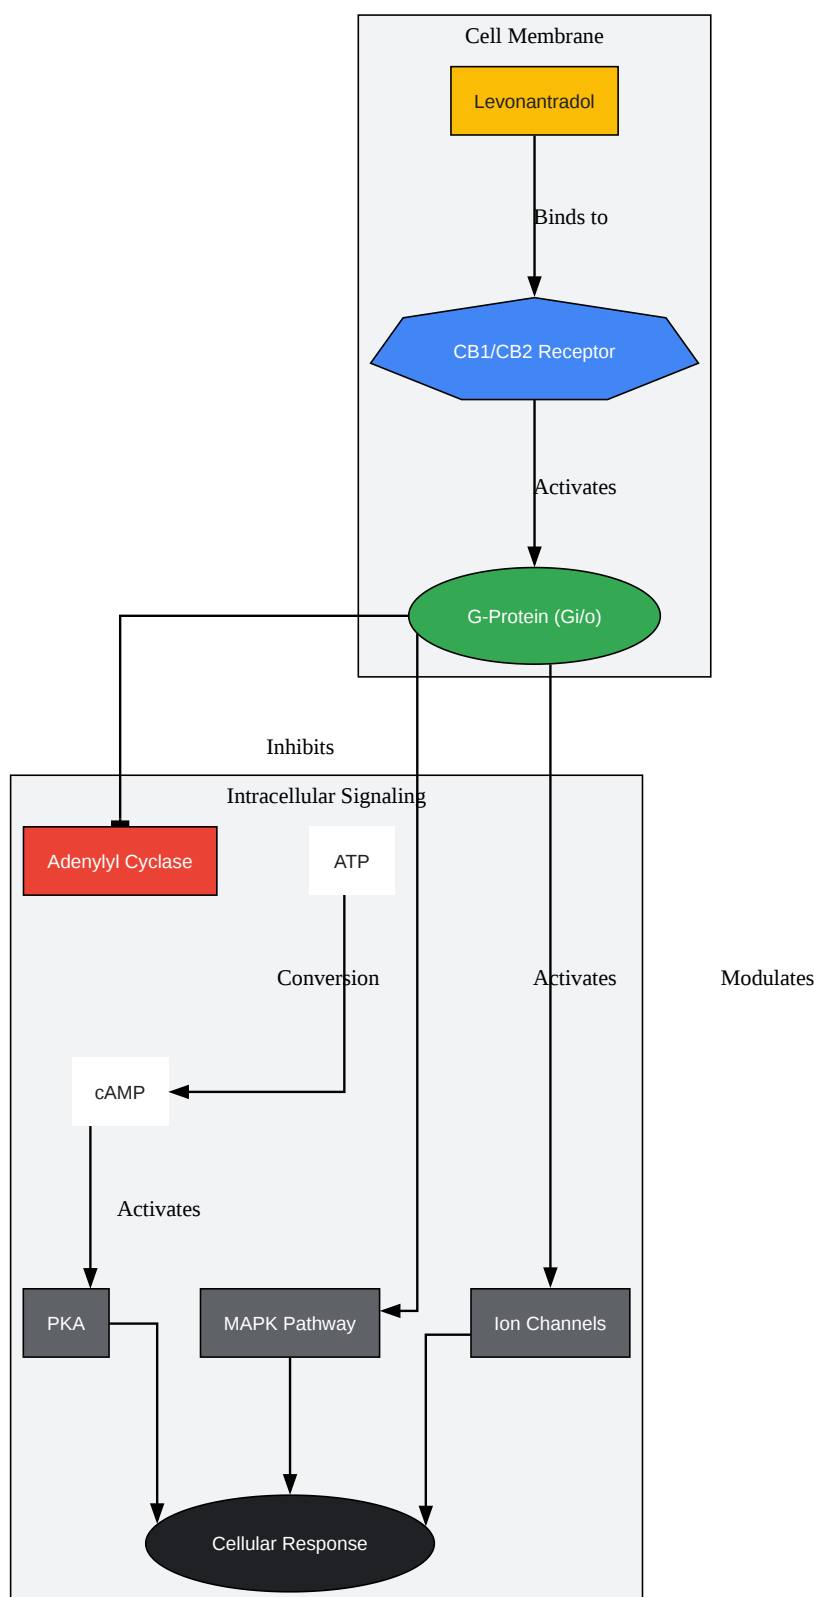 Cell Membrane
Levonantradol
Binds to
CB1/CB2 Receptor
Activates
G-Protein (Gi/o)
Inhibits
Intracellular Signaling
Adenylyl Cyclase
ATP
Conversion
Activates
Modulates
cAMP
Activates
PKA
MAPK Pathway
Ion Channels
Cellular Response